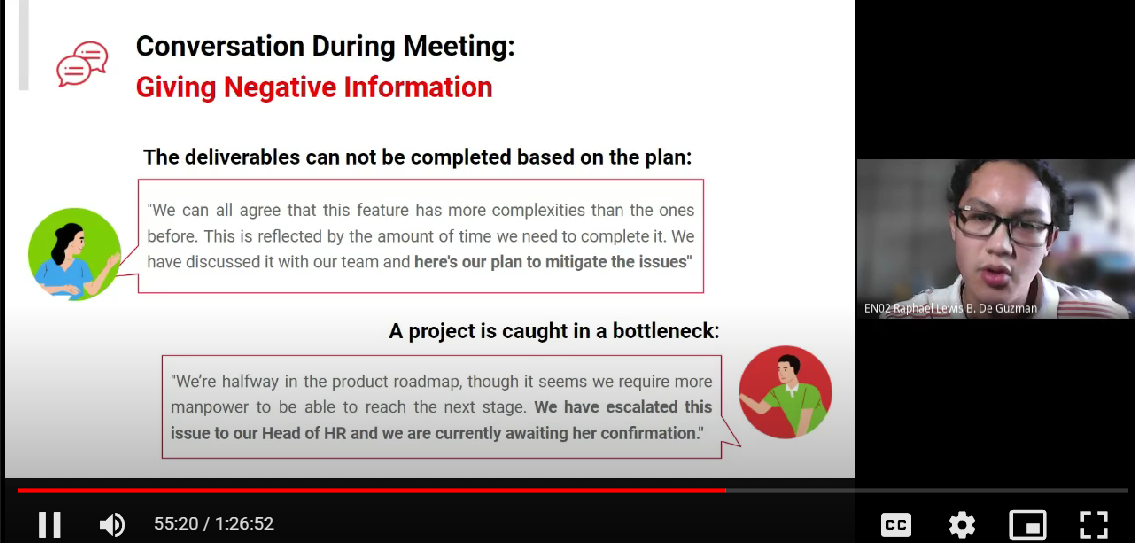 Conversation During Meeting:
Giving Negative Information
The deliverables can not be completed based on the plan:
"We can all agree that this feature has more complexities than the ones
before. This is reflected by the amount of time we need to complete it. We
have discussed it with our team and here's our plan to mitigate the issues"
EN02 Raphael Lewis B. De Guzman
A project is caught in a bottleneck:
"We're halfway in the product roadmap, though it seems we require more
manpower to be able to reach the next stage. We have escalated this
issue to our Head of HR and we are currently awaiting her confirmation."
55:20 / 1:26:52
CC